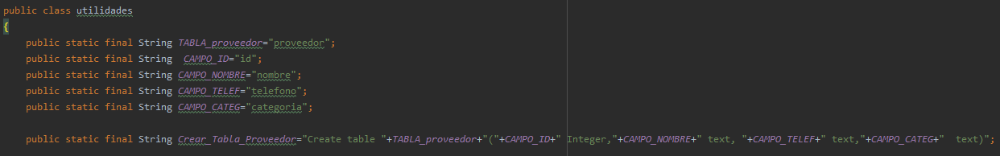 public class utilidades
{
public static final String TABLA_proveedor="proveedor";
public static final String  CAMPO_ID="id";
public static final String CAMPO_NOMBRE="nombre";
public static final String CAMPO_TELEF="telefono";
public static final String CAMPO_CATEG="categoria";
public static final String Crear_Tabla_Proveedor="Create table "+TABLA_proveedor+"("+CAMPO_ID+" Integer,"+CAMPO_NOMBRE+" text, "+CAMPO_TELEF+" text,"+CAMPO_CATEG+"  text)";